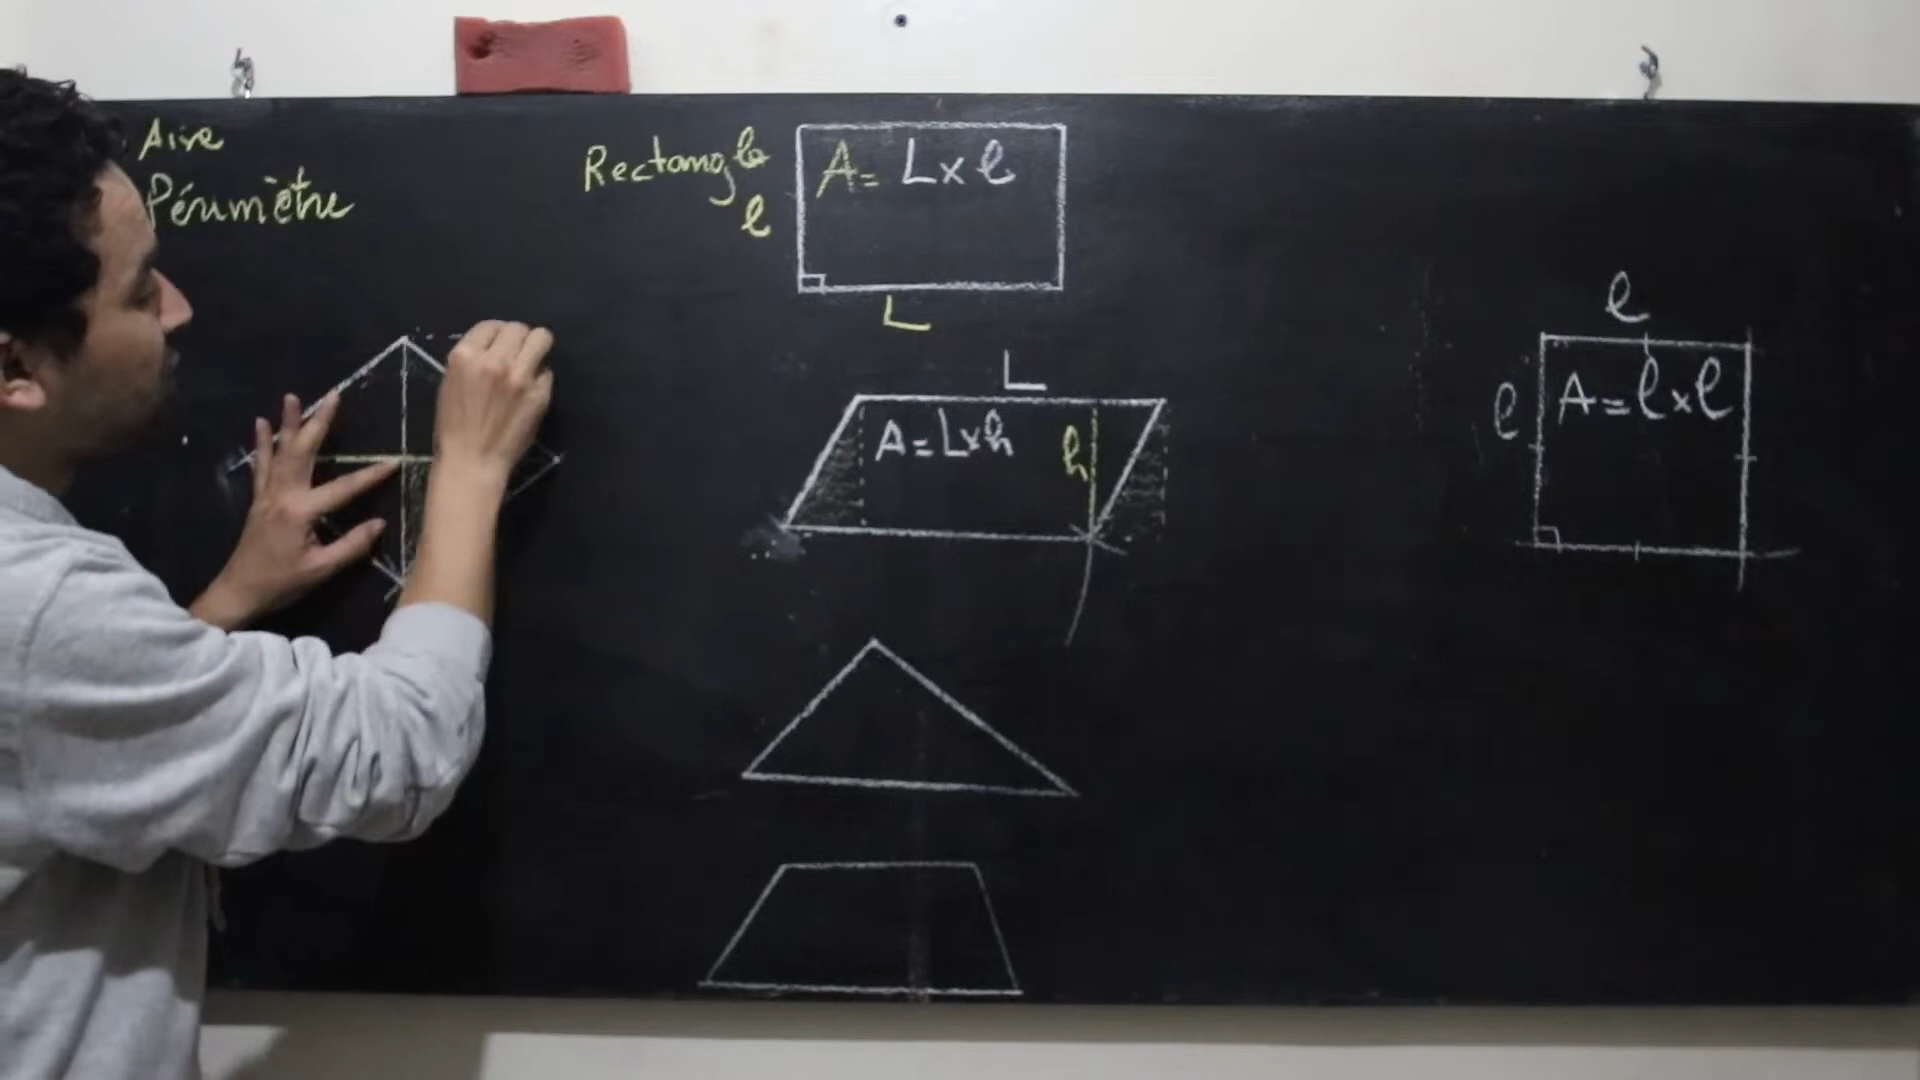 Aire
Périmètre
Rectangle
l
A = L x l
L
L
A = L x h
h
l
l
A = l x l